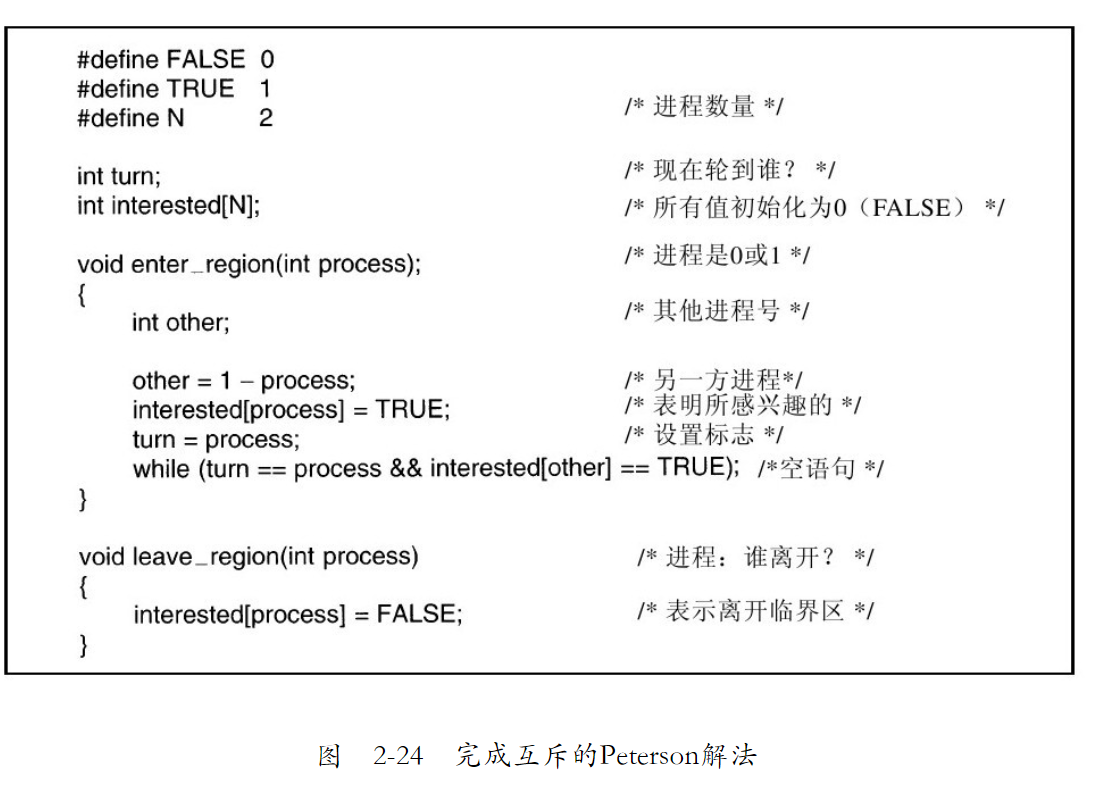 #define FALSE 0
#define TRUE 1
#define N 2 /* 进程数量 */
int turn; /* 现在轮到谁？ */
int interested[N]; /* 所有值初始化为0（FALSE） */
void enter_region(int process); /* 进程是0或1 */
{
int other; /* 其他进程号 */
other = 1 – process; /* 另一方进程*/
interested[process] = TRUE; /* 表明所感兴趣的 */
turn = process; /* 设置标志 */
while (turn == process && interested[other] == TRUE); /*空语句 */
}
void leave_region(int process) /* 进程：谁离开？ */
{
interested[process] = FALSE; /* 表示离开临界区 */
}
图 2-24 完成互斥的Peterson解法